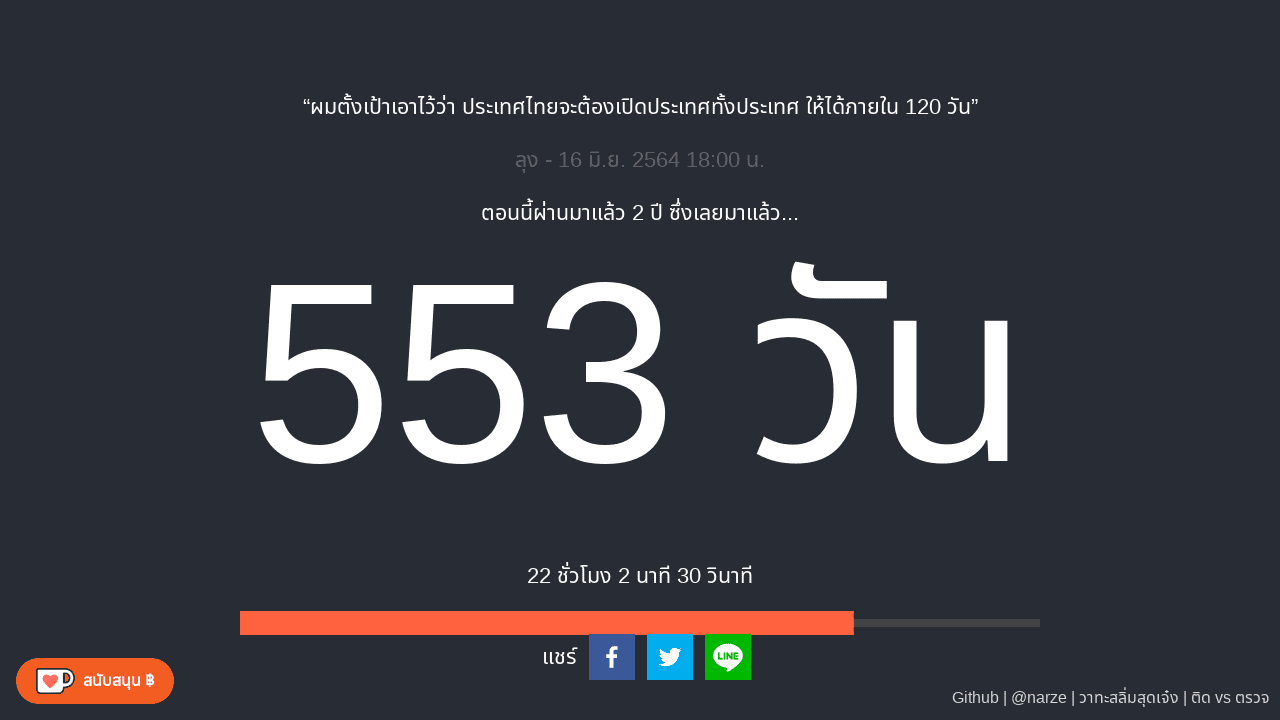 “ผมตั้งเป้าเอาไว้ว่า ประเทศไทยจะต้องเปิดประเทศทั้งประเทศ ให้ได้ภายใน 120 วัน”
ลุง - 16 มิ.ย. 2564 18:00 น.
ตอนนี้ผ่านมาแล้ว 2 ปี ซึ่งเลยมาแล้ว...
553 วัน
22 ชั่วโมง 2 นาที 30 วินาที
แชร์
LINE
สนับสนุน ฿
Github | @narze | วาทะสลิ่มสุดเจ๋ง | ติด vs ตรวจ